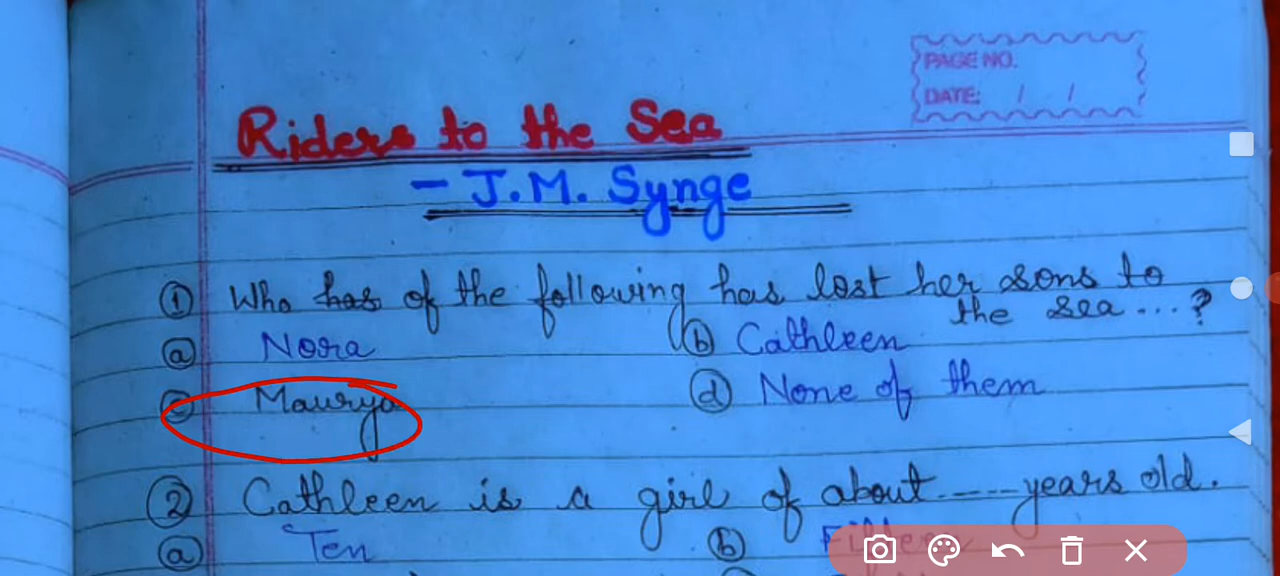 PAGE NO.
DATE: / /
Riders to the Sea
- J.M. Synge
① Who has of the following has lost her sons to
the sea...?
ⓐ Nora ⓑ Cathleen
ⓒ Maurya ⓓ None of them
② Cathleen is a girl of about ---- years old.
ⓐ Ten ⓑ